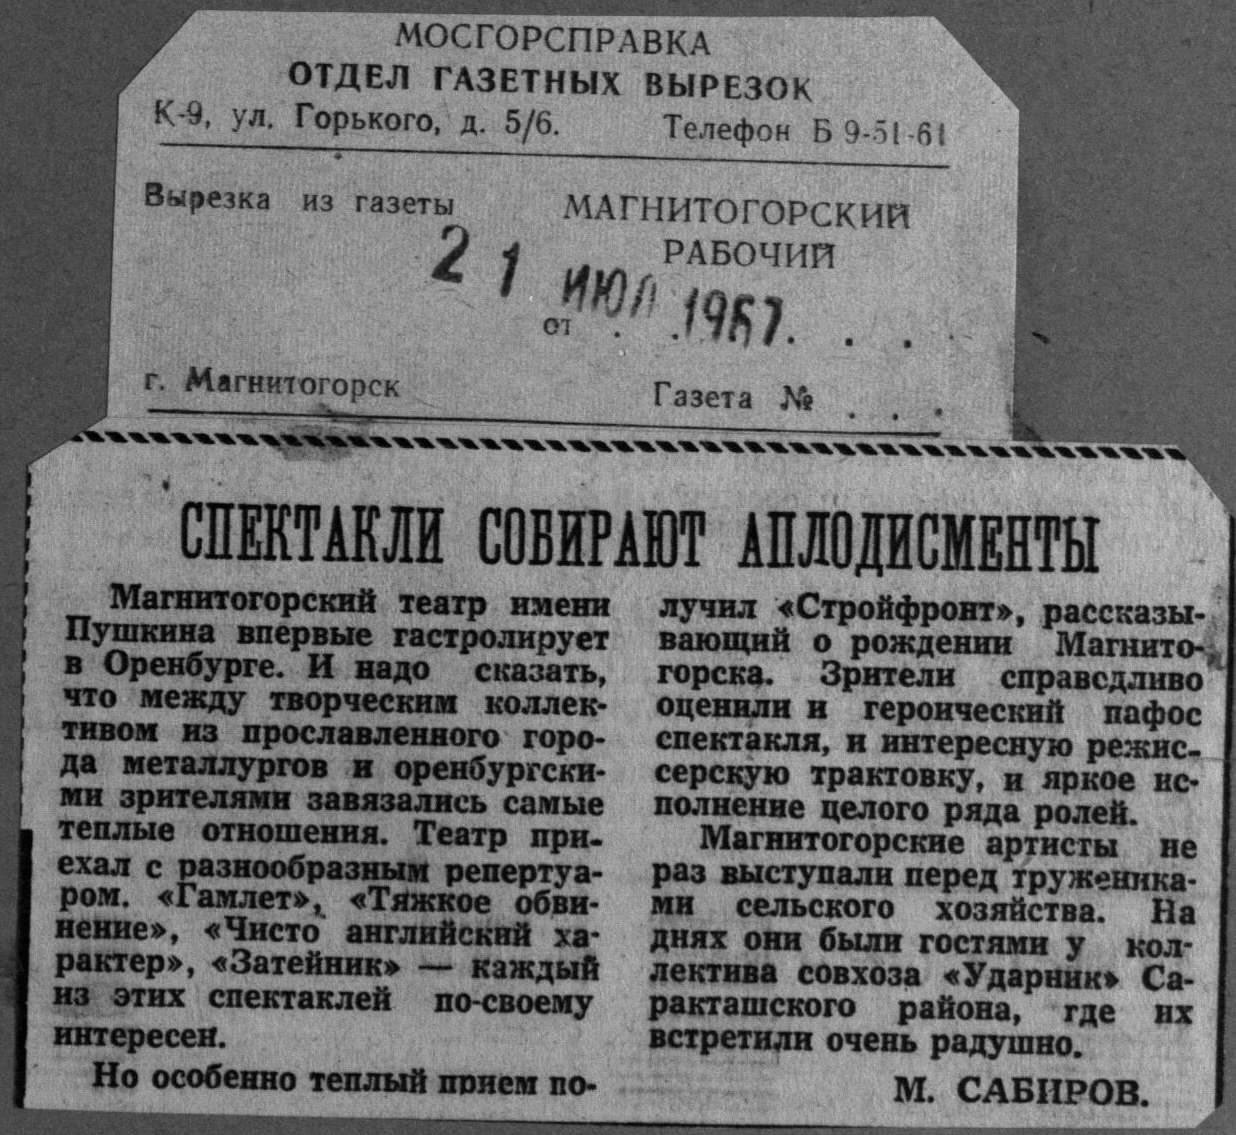 МОСГОРСПРАВКА
ОТДЕЛ ГАЗЕТНЫХ ВЫРЕЗОК
К-9, ул. Горького, д. 5/6. Телефон Б 9-51-61
Вырезка из газеты МАГНИТОГОРСКИЙ
РАБОЧИЙ
21 ИЮЛ 1967
от . . . . .
г. Магнитогорск Газета № . . .
СПЕКТАКЛИ СОБИРАЮТ АПЛОДИСМЕНТЫ
Магнитогорский театр имени
Пушкина впервые гастролирует
в Оренбурге. И надо сказать,
что между творческим коллек-
тивом из прославленного горо-
да металлургов и оренбургски-
ми зрителями завязались самые
теплые отношения. Театр при-
ехал с разнообразным репертуа-
ром. «Гамлет», «Тяжкое обви-
нение», «Чисто английский ха-
рактер», «Затейник» — каждый
из этих спектаклей по-своему
интересен.
Но особенно теплый прием по-
лучил «Стройфронт», рассказы-
вающий о рождении Магнито-
горска. Зрители справедливо
оценили и героический пафос
спектакля, и интересную режис-
серскую трактовку, и яркое ис-
полнение целого ряда ролей.
Магнитогорские артисты не
раз выступали перед труженика-
ми сельского хозяйства. На
днях они были гостями у кол-
лектива совхоза «Ударник» Са-
ракташского района, где их
встретили очень радушно.
М. САБИРОВ.